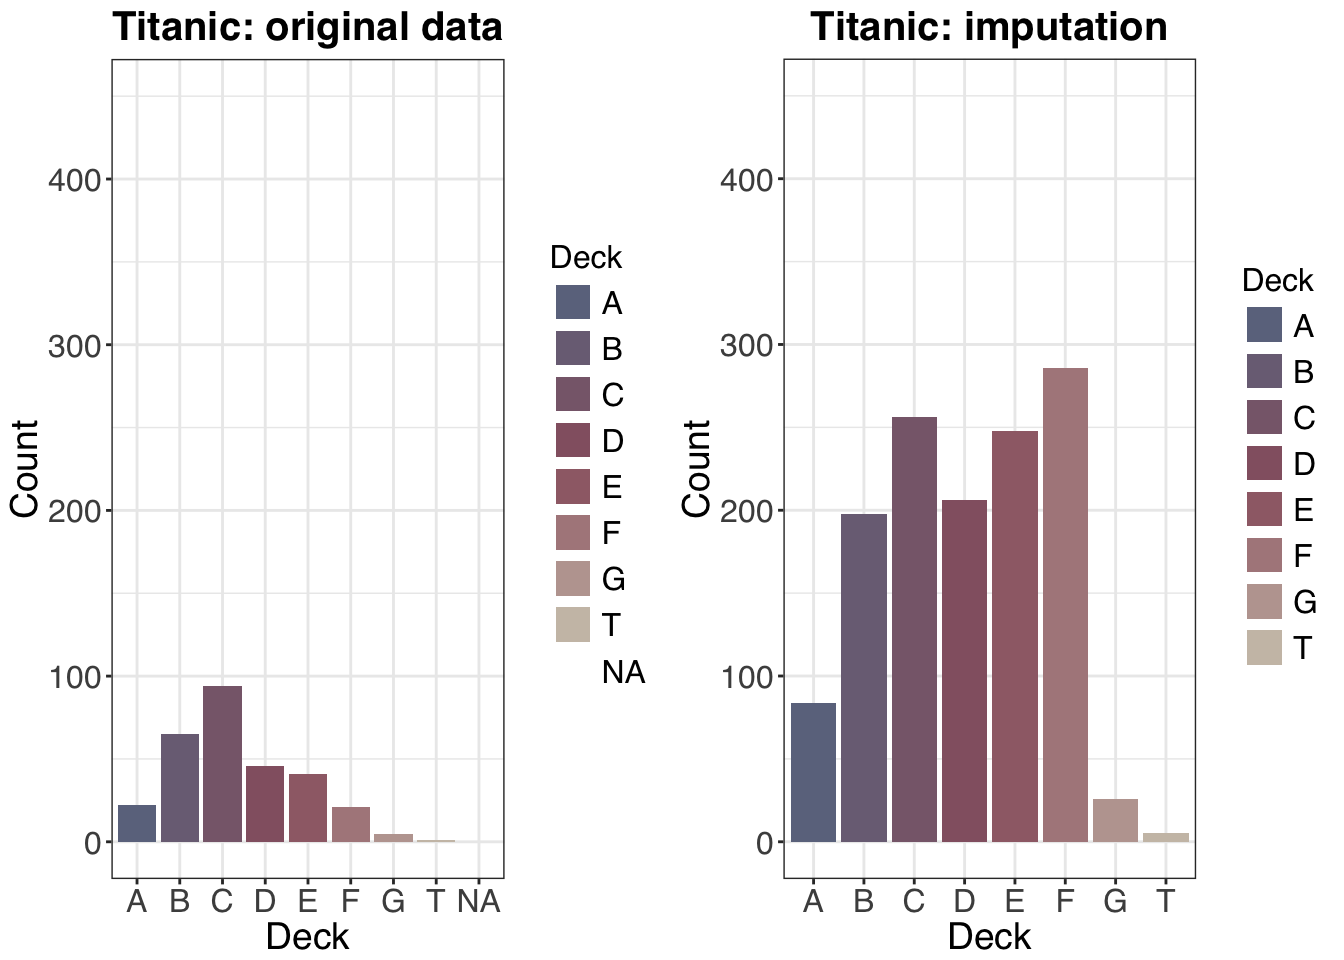 Titanic: original data
Count
400
300
200
100
0
A B C D E F G T NA
Deck
Deck
A
B
C
D
E
F
G
T
NA
Titanic: imputation
Count
400
300
200
100
0
A B C D E F G T
Deck
Deck
A
B
C
D
E
F
G
T